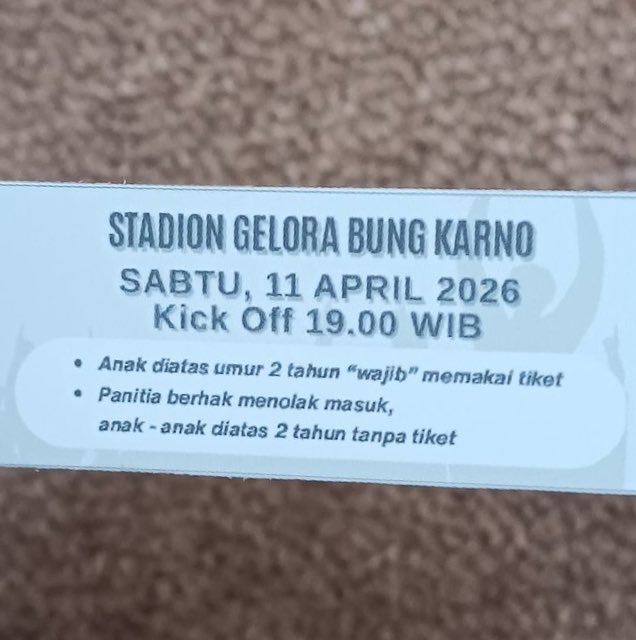 STADION GELORA BUNG KARNO
SABTU, 11 APRIL 2026
Kick Off 19.00 WIB
• Anak diatas umur 2 tahun “wajib” memakai tiket
• Panitia berhak menolak masuk,
anak - anak diatas 2 tahun tanpa tiket